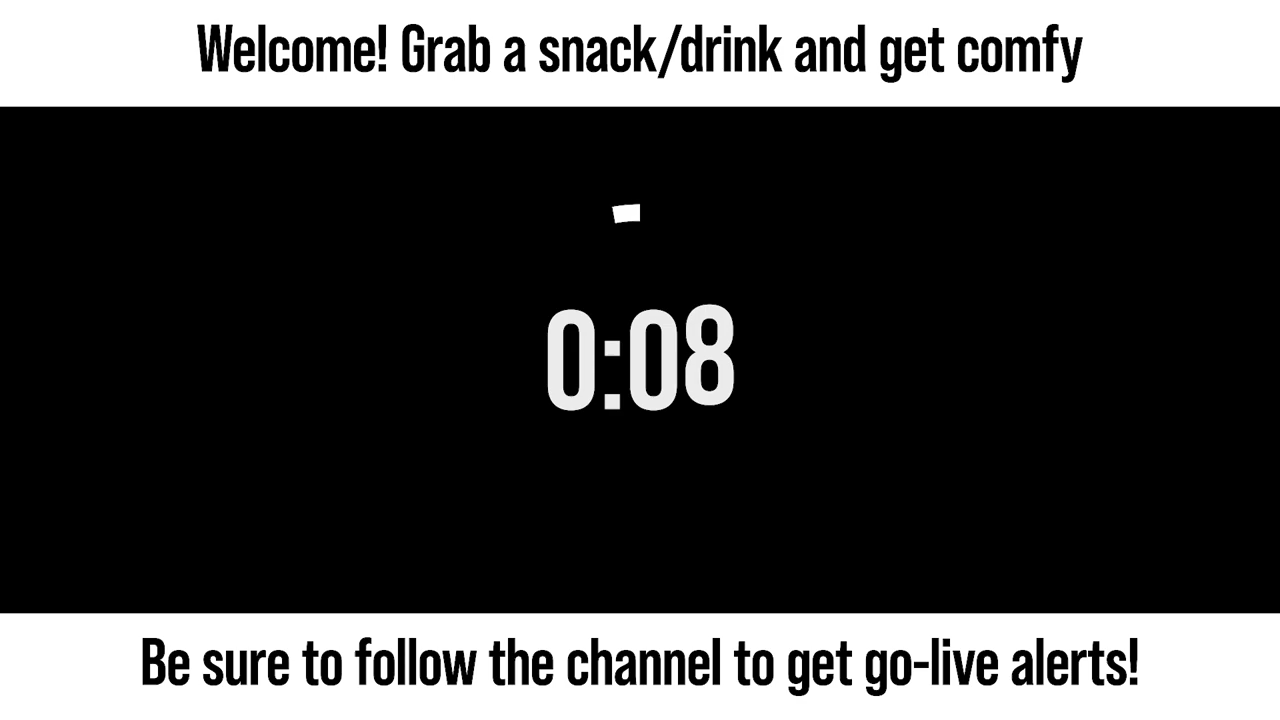 Welcome! Grab a snack/drink and get comfy
0:08
Be sure to follow the channel to get go-live alerts!